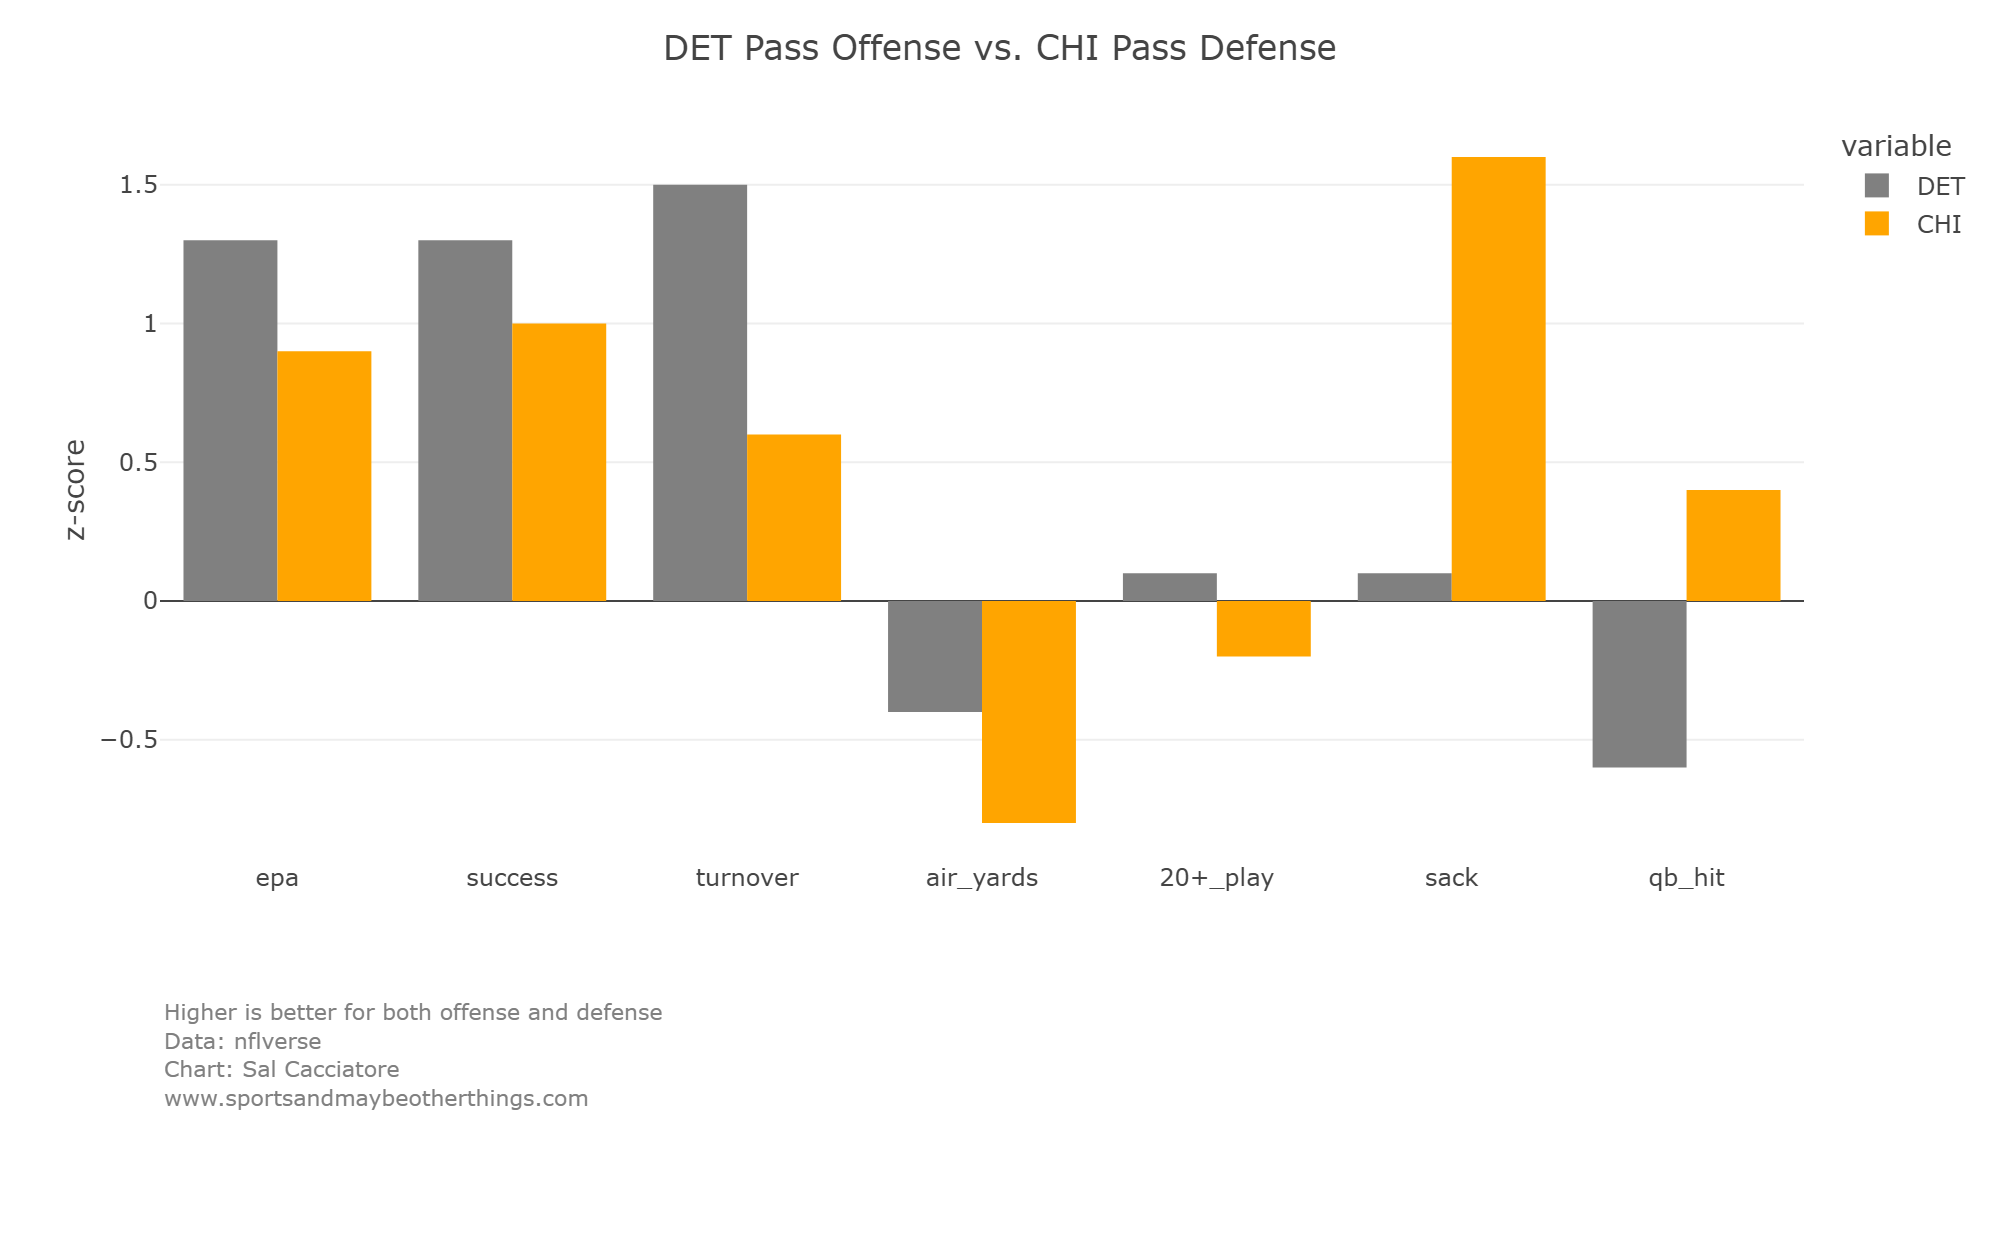 DET Pass Offense vs. CHI Pass Defense
variable
DET
CHI
z-score
1.5
1
0.5
0
−0.5
epa
success
turnover
air_yards
20+_play
sack
qb_hit
Higher is better for both offense and defense
Data: nflverse
Chart: Sal Cacciatore
www.sportsandmaybeotherthings.com